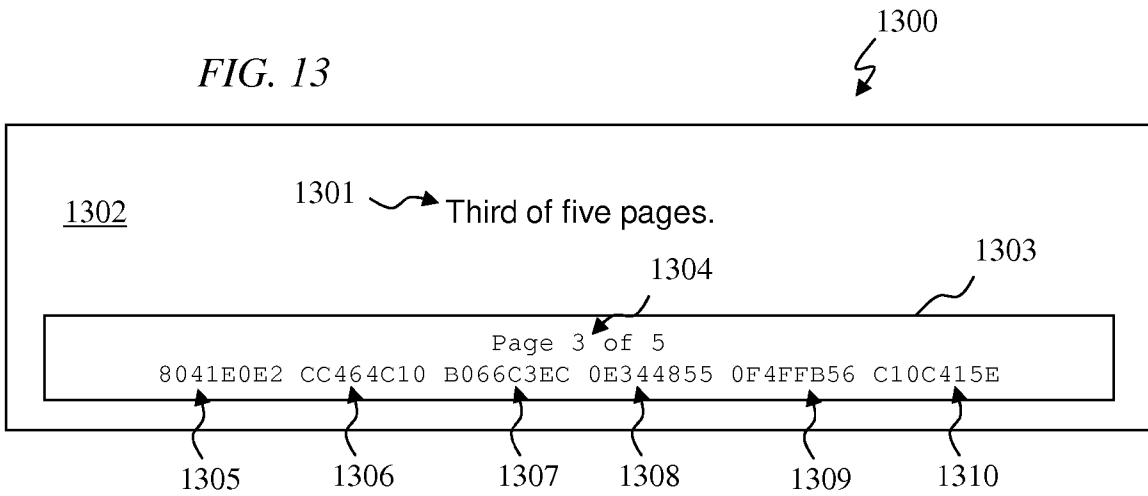 1300
FIG. 13
1301
1302
Third of five pages.
1303
1304
Page 3 of 5
8041E0E2 CC464C10 B066C3EC 0E344855 0F4FFB56 C10C415E
1305 1306 1307 1308 1309 1310